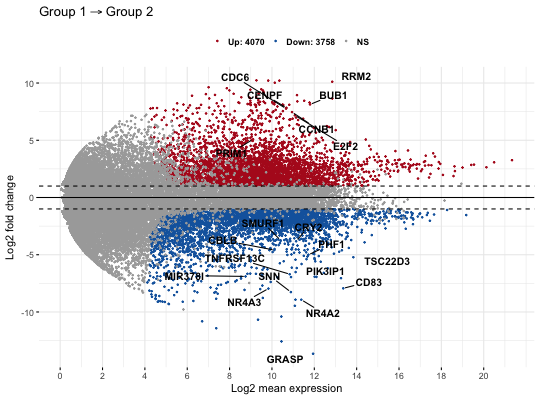 Group 1 → Group 2
Up: 4070 Down: 3758 NS
RRM2
CDC6
CENPF
BUB1
CCNB1
E2F2
PRIM1
SMURF1
CRY2
CBLB
PHF1
TNFRSF13C
TSC22D3
MIR378I
SNN
PIK3IP1
CD83
NR4A3
NR4A2
GRASP
10
5
0
-5
-10
Log2 fold change
0 2 4 6 8 10 12 14 16 18 20
Log2 mean expression